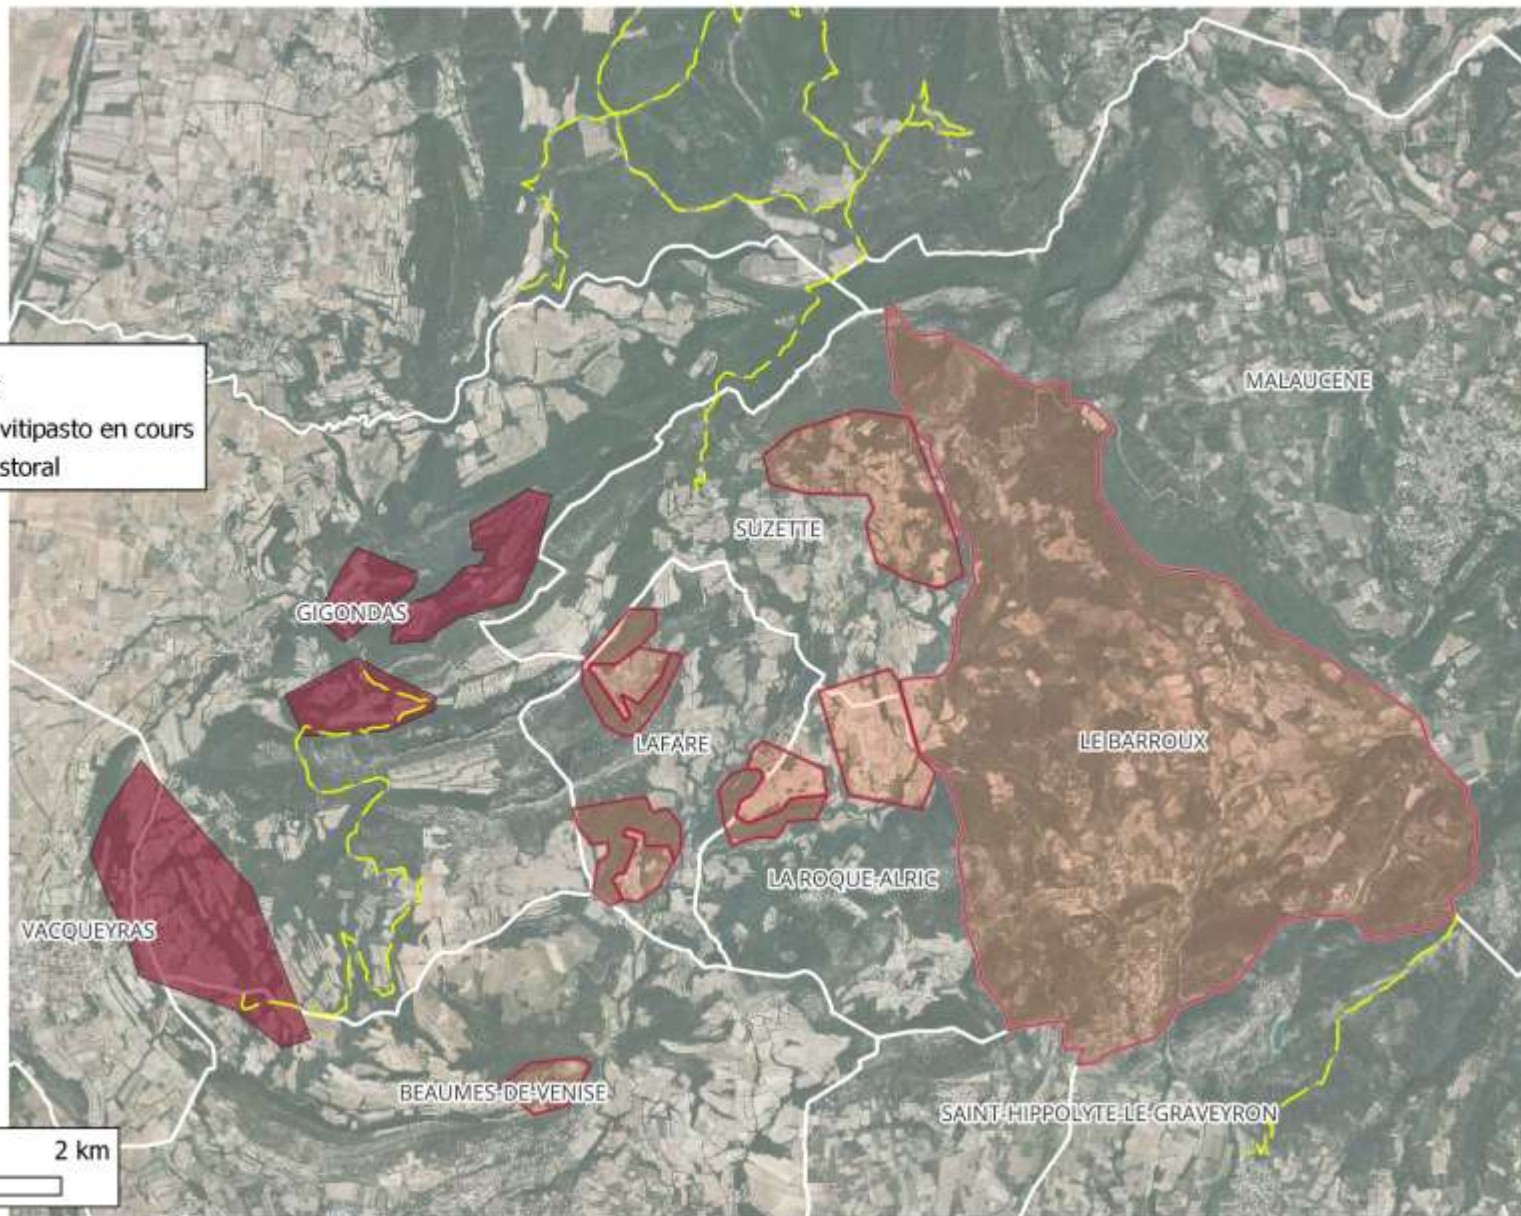 MALAUCENE
vitipasto en cours
storal
SUZETTE
GIGONDAS
LAFARE
LE BARROUX
LA ROQUE-ALRIC
VACQUEYRAS
BEAUMES-DE-VENISE
SAINT-HIPPOLYTE-LE-GRAVEYRON
2 km